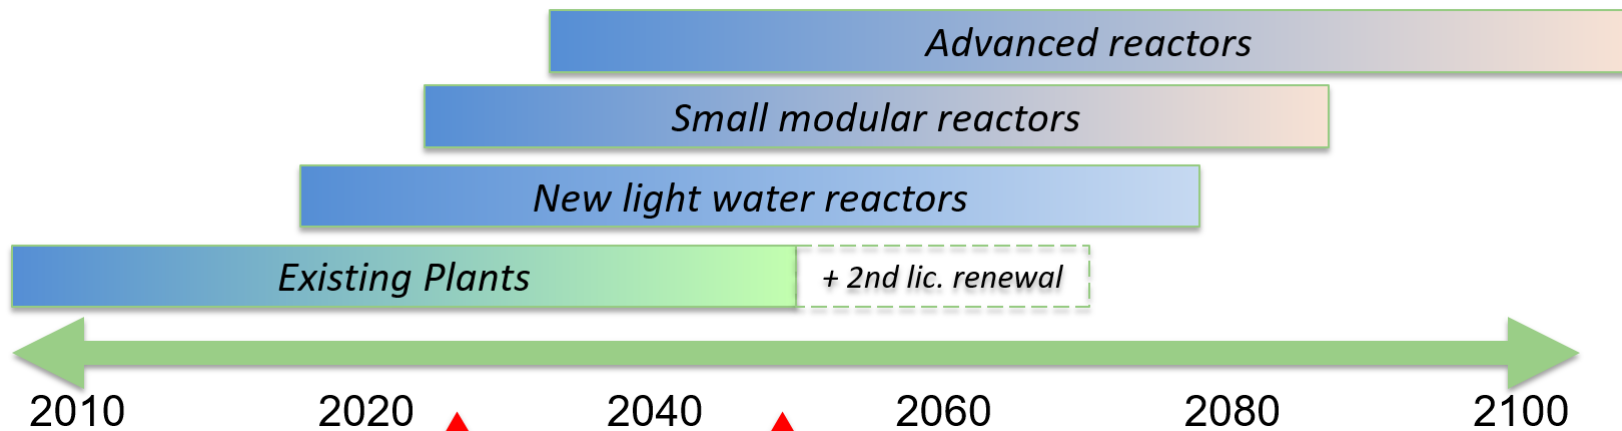 Advanced reactors
Small modular reactors
New light water reactors
Existing Plants + 2nd lic. renewal
2010 2020 2040 2060 2080 2100